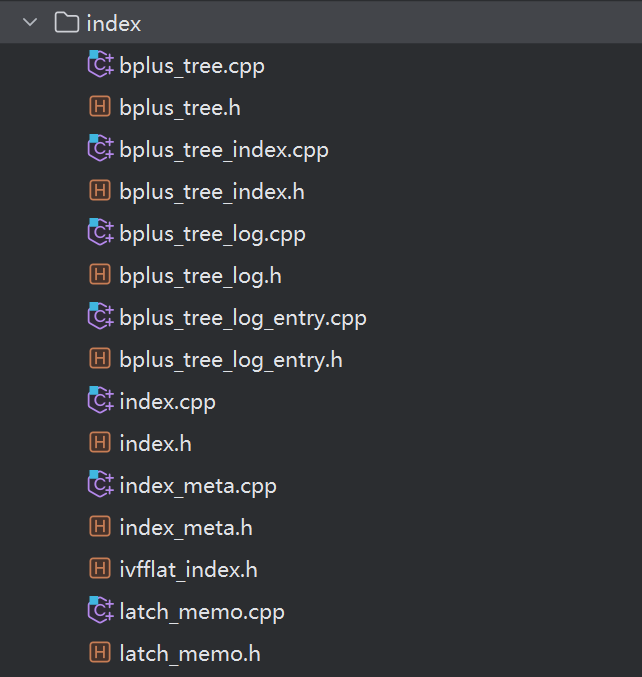 index
bplus_tree.cpp
bplus_tree.h
bplus_tree_index.cpp
bplus_tree_index.h
bplus_tree_log.cpp
bplus_tree_log.h
bplus_tree_log_entry.cpp
bplus_tree_log_entry.h
index.cpp
index.h
index_meta.cpp
index_meta.h
ivfflat_index.h
latch_memo.cpp
latch_memo.h